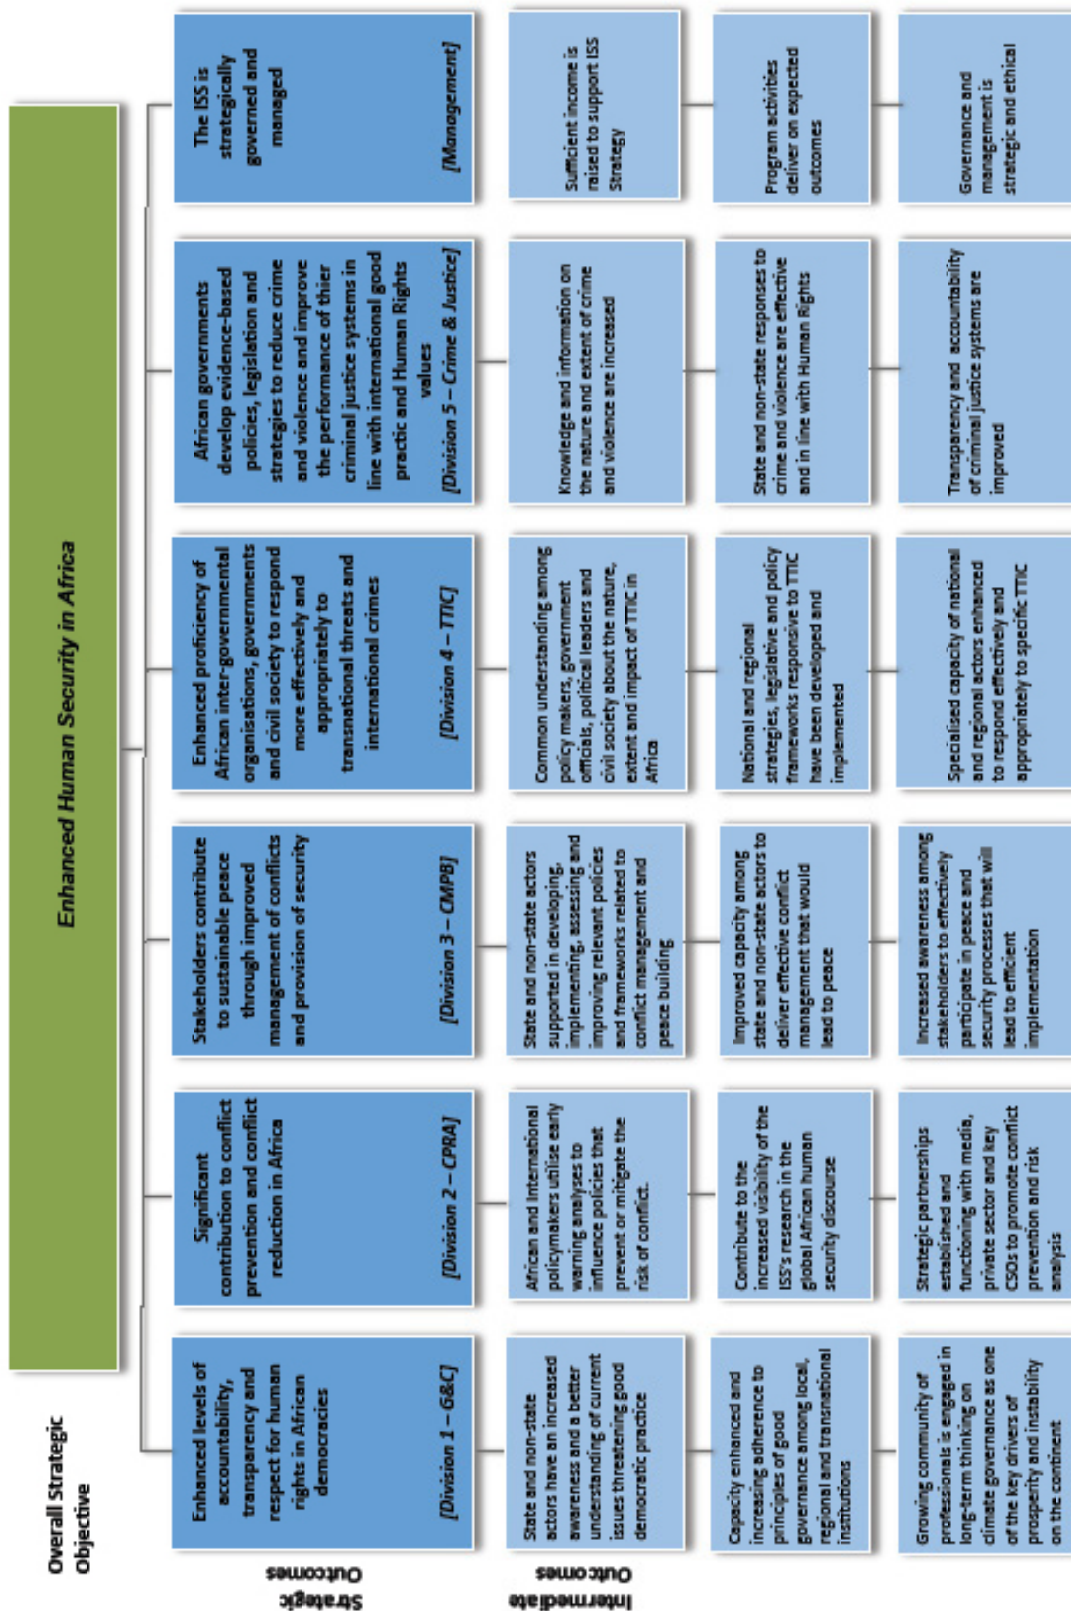 Overall Strategic
Objective
Enhanced Human Security in Africa
Strategic
Outcomes
Enhanced levels of
accountability,
transparency and
respect for human
rights in African
democracies
[Division 1 – G&C]
Significant
contribution to conflict
prevention and conflict
reduction in Africa
[Division 2 – CPRA]
Stakeholders contribute
to sustainable peace
through improved
management of conflicts
and provision of security
[Division 3 – CMPB]
Enhanced proficiency of
African inter-governmental
organisations, governments
and civil society to respond
more effectively and
appropriately to
transnational threats and
international crimes
[Division 4 – TTIC]
African governments
develop evidence-based
policies, legislation and
strategies to reduce crime
and violence and improve
the performance of thier
criminal justice systems in
line with international good
practic and Human Rights
values
[Division 5 – Crime & Justice]
The ISS is
strategically
governed and
managed
[Management]
Intermediate
Outcomes
State and non-state
actors have an increased
awareness and a better
understanding of current
issues threatening good
democratic practice
African and International
policymakers utilise early
warning analyses to
influence policies that
prevent or mitigate the
risk of conflict.
State and non-state actors
supported in developing,
implementing, assessing and
improving relevant policies
and frameworks related to
conflict management and
peace building
Common understanding among
policy makers, government
officials, political leaders and
civil society about the nature,
extent and impact of TTIC in
Africa
Knowledge and information on
the nature and extent of crime
and violence are increased
Sufficient income is
raised to support ISS
Strategy
Capacity enhanced and
increasing adherence to
principles of good
governance among local,
regional and transnational
institutions
Contribute to the
increased visibility of the
ISS's research in the
global African human
security discourse
Improved capacity among
state and non-state actors to
deliver effective conflict
management that would
lead to peace
National and regional
strategies, legislative and policy
frameworks responsive to TTIC
have been developed and
implemented
State and non-state responses to
crime and violence are effective
and in line with Human Rights
Program activities
deliver on expected
outcomes
Growing community of
professionals is engaged in
long-term thinking on
climate governance as one
of the key drivers of
prosperity and instability
on the continent
Strategic partnerships
established and
functioning with media,
private sector and key
CSOs to promote conflict
prevention and risk
analysis
Increased awareness among
stakeholders to effectively
participate in peace and
security processes that will
lead to efficient
implementation
Specialised capacity of national
and regional actors enhanced
to respond effectively and
appropriately to specific TTIC
Transparency and accountability
of criminal justice systems are
improved
Governance and
management is
strategic and ethical